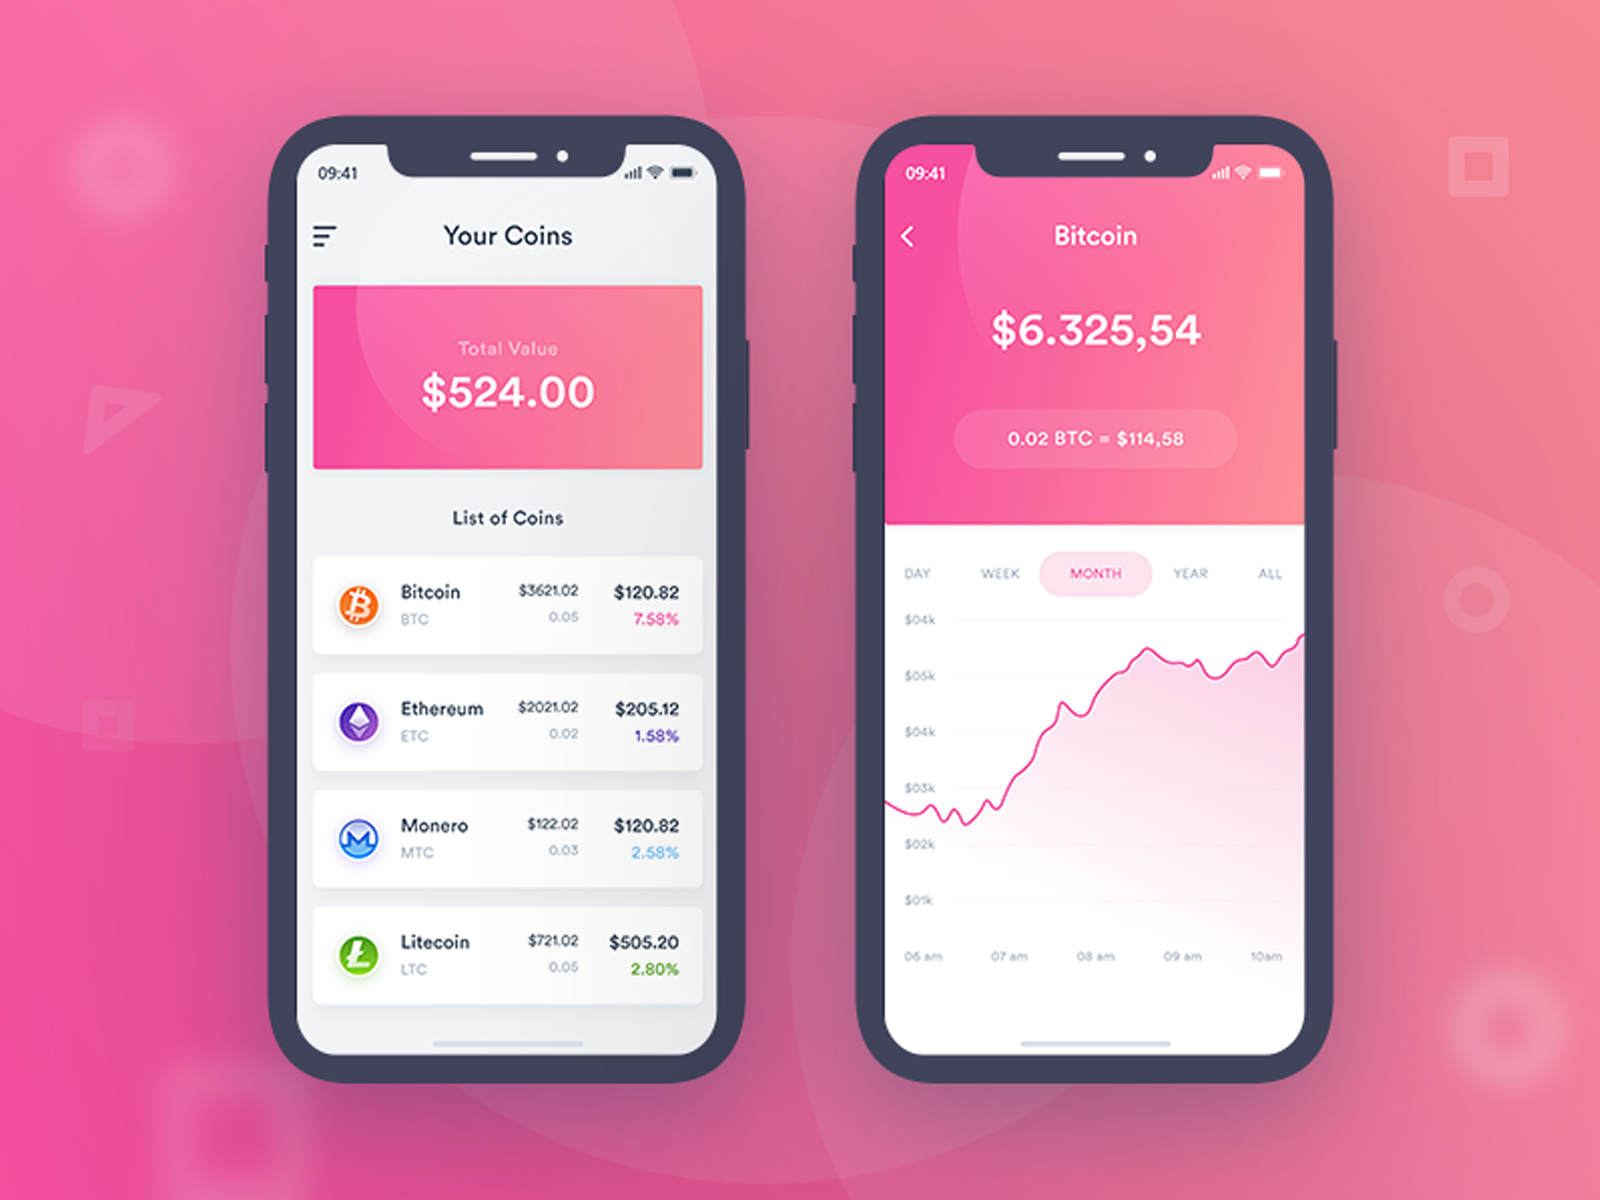 09:41
Your Coins
Total Value
$524.00
List of Coins
Bitcoin $3621.02 $120.82
BTC 0.05 7.58%
Ethereum $2021.02 $205.12
ETC 0.02 1.58%
Monero $122.02 $120.82
MTC 0.03 2.58%
Litecoin $721.02 $505.20
LTC 0.05 2.80%
09:41
Bitcoin
$6.325,54
0.02 BTC = $114,58
DAY WEEK MONTH YEAR ALL
$04k
$05k
$04k
$03k
$02k
$01k
06 am 07 am 08 am 09 am 10am